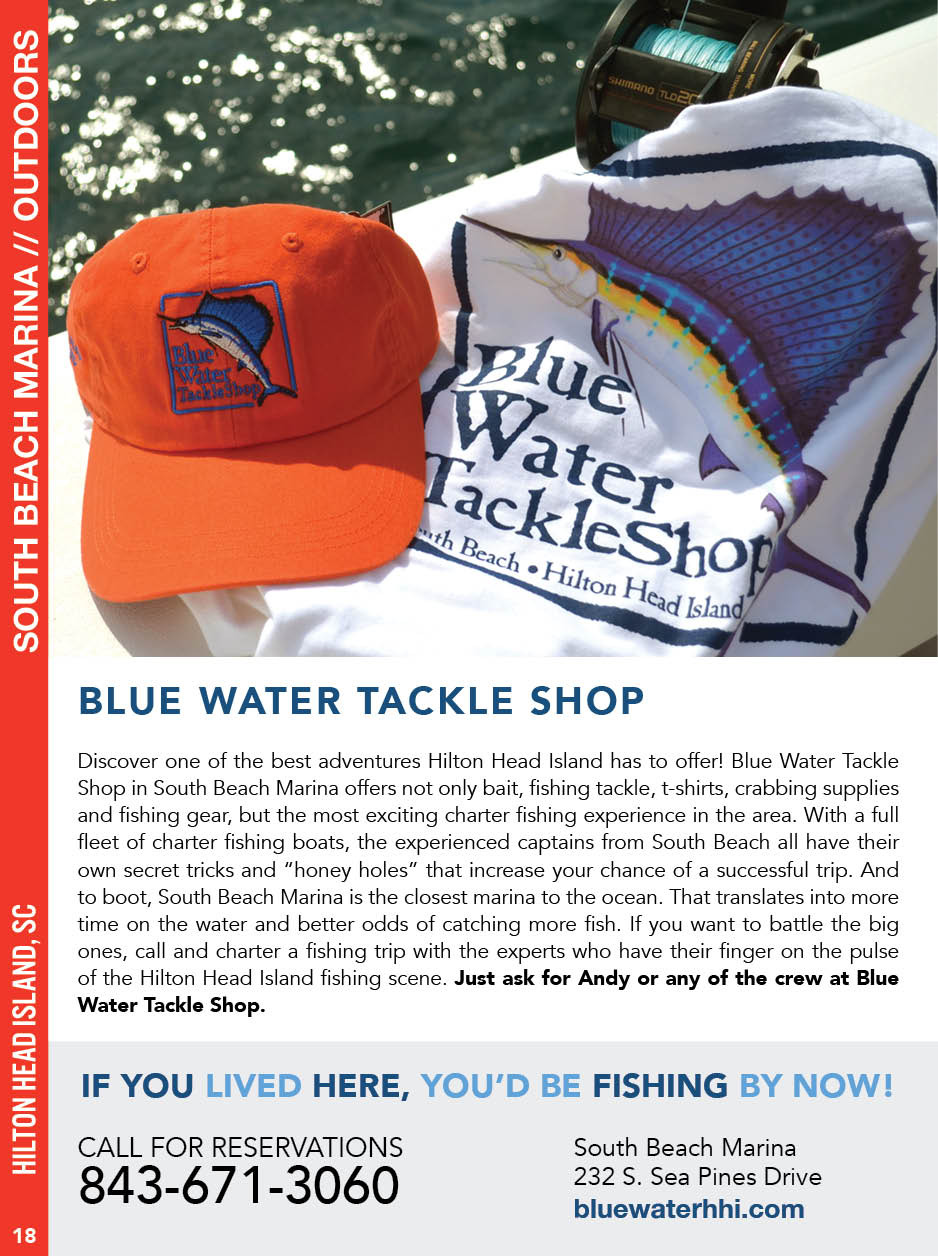 SOUTH BEACH MARINA // OUTDOORS
HILTON HEAD ISLAND, SC
18
SHIMANO TLD20
Blue
Water
TackleShop
Blue
Water
TackleShop
uth Beach • Hilton Head Island
BLUE WATER TACKLE SHOP
Discover one of the best adventures Hilton Head Island has to offer! Blue Water Tackle
Shop in South Beach Marina offers not only bait, fishing tackle, t-shirts, crabbing supplies
and fishing gear, but the most exciting charter fishing experience in the area. With a full
fleet of charter fishing boats, the experienced captains from South Beach all have their
own secret tricks and “honey holes” that increase your chance of a successful trip. And
to boot, South Beach Marina is the closest marina to the ocean. That translates into more
time on the water and better odds of catching more fish. If you want to battle the big
ones, call and charter a fishing trip with the experts who have their finger on the pulse
of the Hilton Head Island fishing scene. Just ask for Andy or any of the crew at Blue
Water Tackle Shop.
IF YOU LIVED HERE, YOU’D BE FISHING BY NOW!
CALL FOR RESERVATIONS
843-671-3060
South Beach Marina
232 S. Sea Pines Drive
bluewaterhhi.com